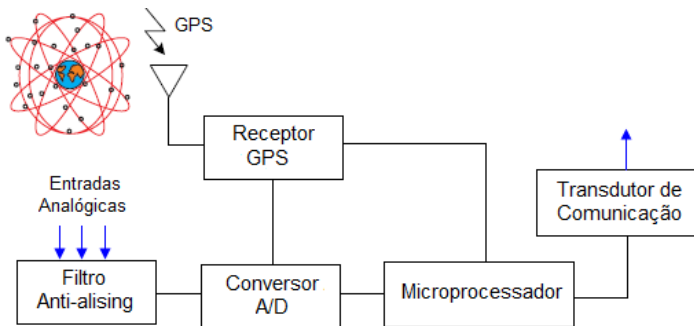 GPS
Receptor
GPS
Entradas
Analógicas
Transdutor de
Comunicação
Filtro
Anti-alising
Conversor
A/D
Microprocessador